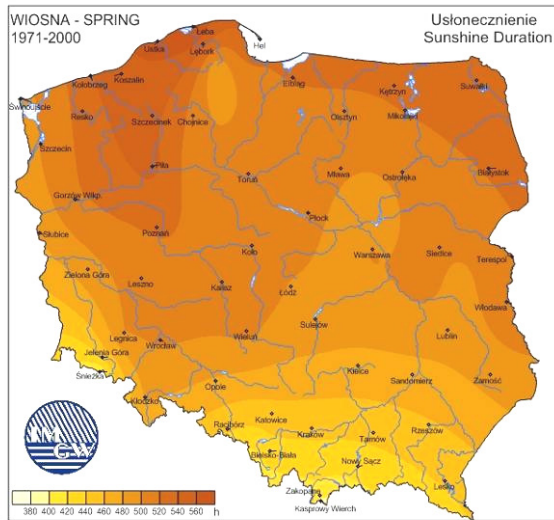 WIOSNA - SPRING
1971-2000
Usłonecznienie
Sunshine Duration
Łeba
Ustka
Lębork
Hel
Koszalin
Kołobrzeg
Elbląg
Kętrzyn
Suwałki
Świnoujście
Resko
Szczecinek
Chojnice
Olsztyn
Mikołajki
Szczecin
Piła
Toruń
Mława
Ostrołęka
Białystok
Gorzów Wlkp.
Płock
Słubice
Poznań
Koło
Warszawa
Siedlce
Terespol
Zielona Góra
Leszno
Kalisz
Łódź
Włodawa
Legnica
Wrocław
Wieluń
Sulejów
Lublin
Jelenia Góra
Śnieżka
Opole
Kielce
Sandomierz
Zamość
Kłodzko
Racibórz
Katowice
Kraków
Tarnów
Rzeszów
Bielsko-Biała
Nowy Sącz
Lesko
Zakopane
Kasprowy Wierch
IMGW
380 400 420 440 460 480 500 520 540 560 h